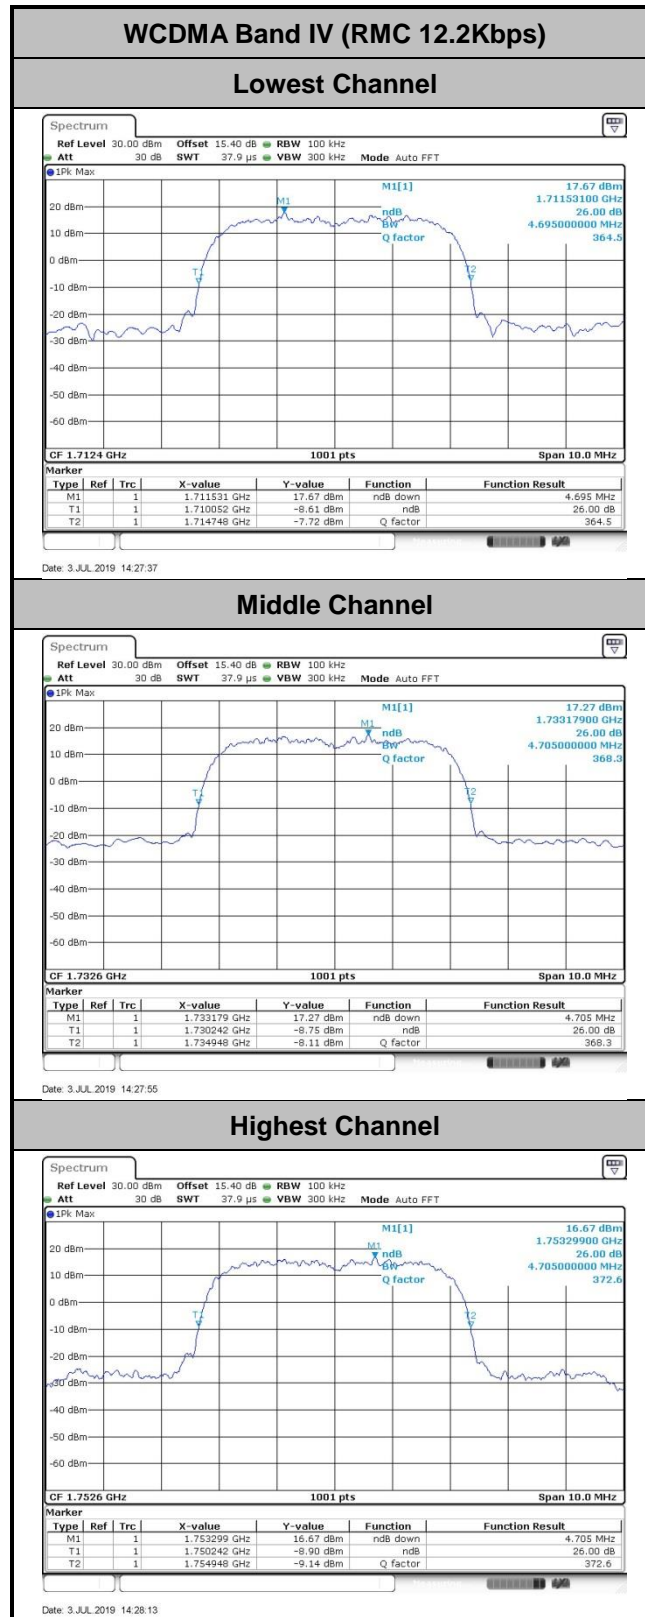 WCDMA Band IV (RMC 12.2Kbps)
Lowest Channel
Spectrum
Ref Level 30.00 dBm Offset 15.40 dB RBW 100 kHz
Att 30 dB SWT 37.9 µs VBW 300 kHz Mode Auto FFT
1Pk Max
M1[1] 17.67 dBm
1.71153100 GHz
M1
20 dBm
ndB 26.00 dB
BW 4.695000000 MHz
10 dBm
Q factor 364.5
0 dBm
T1 T2
-10 dBm
-20 dBm
-30 dBm
-40 dBm
-50 dBm
-60 dBm
CF 1.7124 GHz 1001 pts Span 10.0 MHz
Marker
Type Ref Trc X-value Y-value Function Function Result
M1 1 1.711531 GHz 17.67 dBm ndB down 4.695 MHz
T1 1 1.710052 GHz -8.61 dBm ndB 26.00 dB
T2 1 1.714748 GHz -7.72 dBm Q factor 364.5
Date: 3.JUL.2019 14:27:37
Middle Channel
Spectrum
Ref Level 30.00 dBm Offset 15.40 dB RBW 100 kHz
Att 30 dB SWT 37.9 µs VBW 300 kHz Mode Auto FFT
1Pk Max
M1[1] 17.27 dBm
1.73317900 GHz
M1
20 dBm
ndB 26.00 dB
BW 4.705000000 MHz
10 dBm
Q factor 368.3
0 dBm
T1 T2
-10 dBm
-20 dBm
-30 dBm
-40 dBm
-50 dBm
-60 dBm
CF 1.7326 GHz 1001 pts Span 10.0 MHz
Marker
Type Ref Trc X-value Y-value Function Function Result
M1 1 1.733179 GHz 17.27 dBm ndB down 4.705 MHz
T1 1 1.730242 GHz -8.75 dBm ndB 26.00 dB
T2 1 1.734948 GHz -8.11 dBm Q factor 368.3
Date: 3.JUL.2019 14:27:55
Highest Channel
Spectrum
Ref Level 30.00 dBm Offset 15.40 dB RBW 100 kHz
Att 30 dB SWT 37.9 µs VBW 300 kHz Mode Auto FFT
1Pk Max
M1[1] 16.67 dBm
1.75329900 GHz
M1
20 dBm
ndB 26.00 dB
BW 4.705000000 MHz
10 dBm
Q factor 372.6
0 dBm
T1 T2
-10 dBm
-20 dBm
-30 dBm
-40 dBm
-50 dBm
-60 dBm
CF 1.7526 GHz 1001 pts Span 10.0 MHz
Marker
Type Ref Trc X-value Y-value Function Function Result
M1 1 1.753299 GHz 16.67 dBm ndB down 4.705 MHz
T1 1 1.750242 GHz -8.90 dBm ndB 26.00 dB
T2 1 1.754948 GHz -9.14 dBm Q factor 372.6
Date: 3.JUL.2019 14:28:13